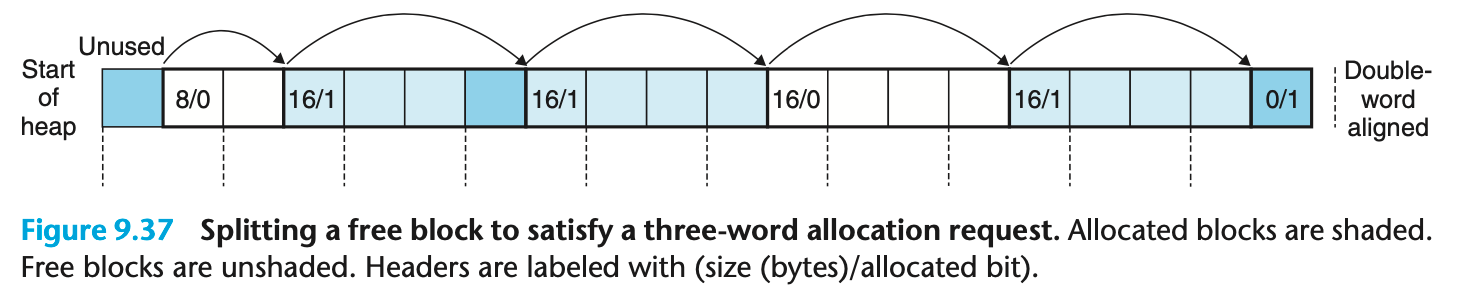 Unused
Start
of
heap
8/0
16/1
16/1
16/0
16/1
0/1
Double-
word
aligned
Figure 9.37 Splitting a free block to satisfy a three-word allocation request. Allocated blocks are shaded.
Free blocks are unshaded. Headers are labeled with (size (bytes)/allocated bit).